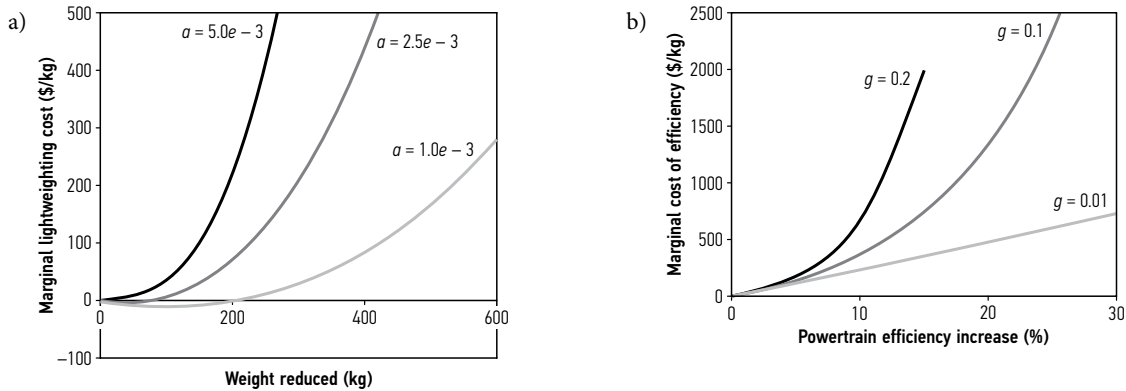 a)
Marginal lightweighting cost ($/kg)
500
400
300
200
100
0
–100
0
200
400
600
Weight reduced (kg)
a = 5.0e – 3
a = 2.5e – 3
a = 1.0e – 3
b)
Marginal cost of efficiency ($/kg)
2500
2000
1500
1000
500
0
0
10
20
30
Powertrain efficiency increase (%)
g = 0.2
g = 0.1
g = 0.01